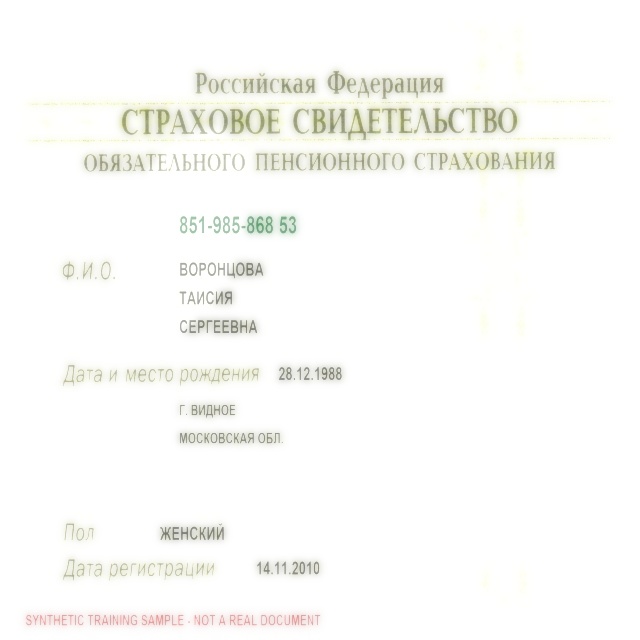 Российская Федерация
СТРАХОВОЕ СВИДЕТЕЛЬСТВО
ОБЯЗАТЕЛЬНОГО ПЕНСИОННОГО СТРАХОВАНИЯ
851-985-868 53
Ф.И.О. ВОРОНЦОВА
ТАИСИЯ
СЕРГЕЕВНА
Дата и место рождения 28.12.1988
Г. ВИДНОЕ
МОСКОВСКАЯ ОБЛ.
Пол ЖЕНСКИЙ
Дата регистрации 14.11.2010
SYNTHETIC TRAINING SAMPLE - NOT A REAL DOCUMENT